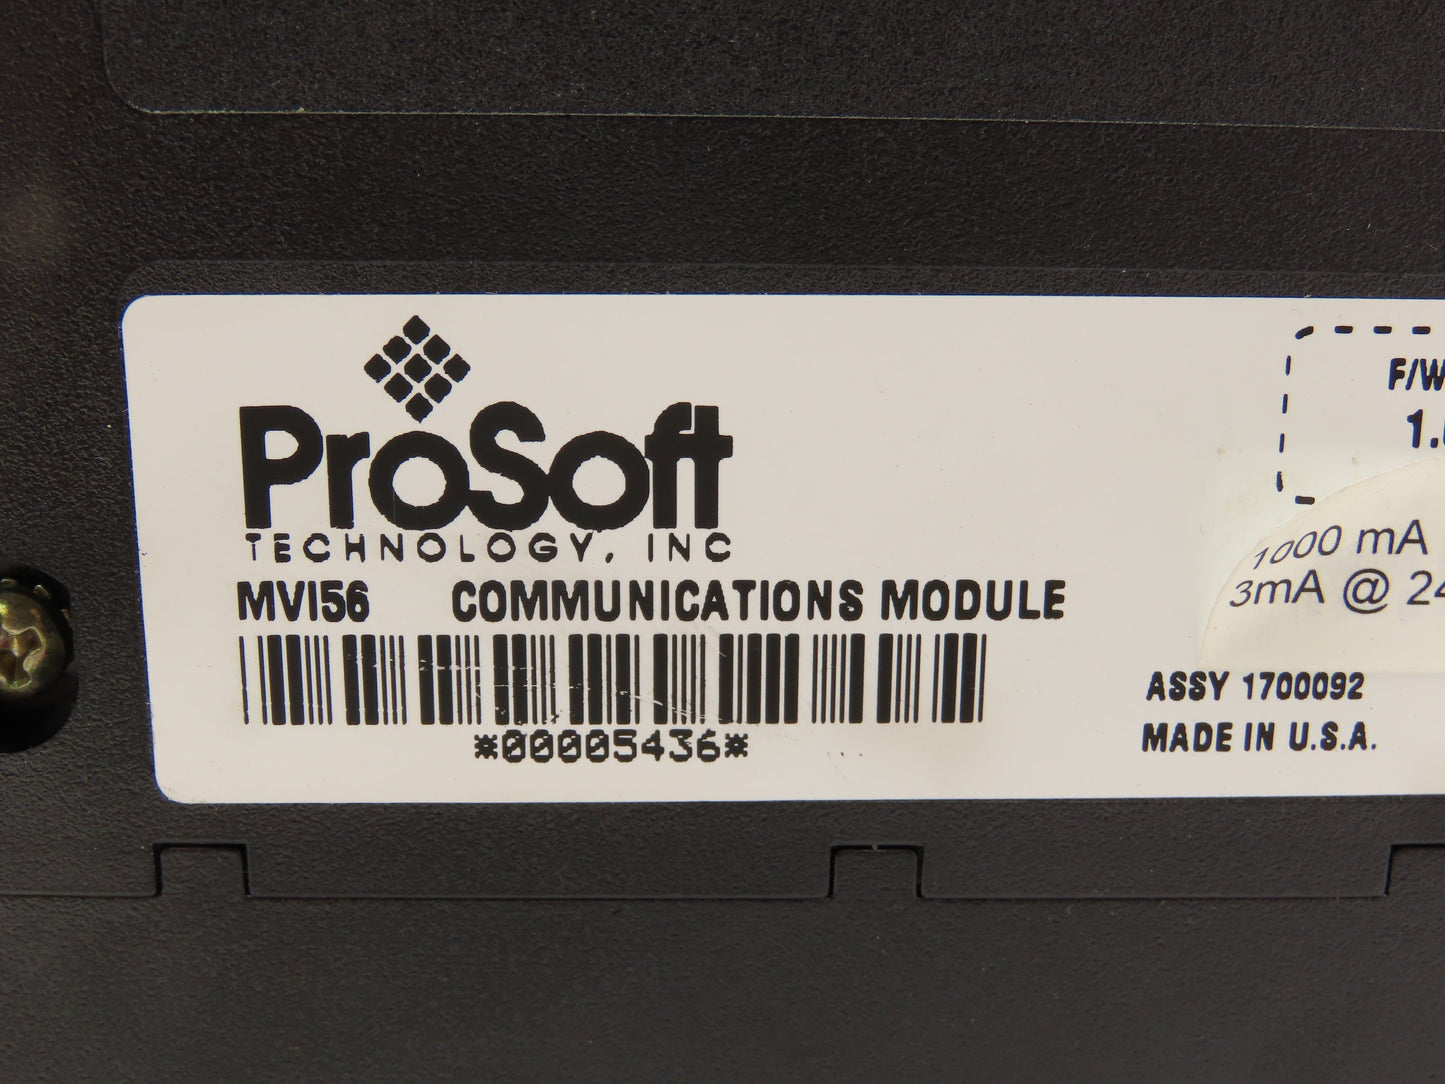 ProSoft
TECHNOLOGY, INC
MVI56 COMMUNICATIONS MODULE
*00005436*
F/W
1000 mA
3mA @ 24
ASSY 1700092
MADE IN U.S.A.